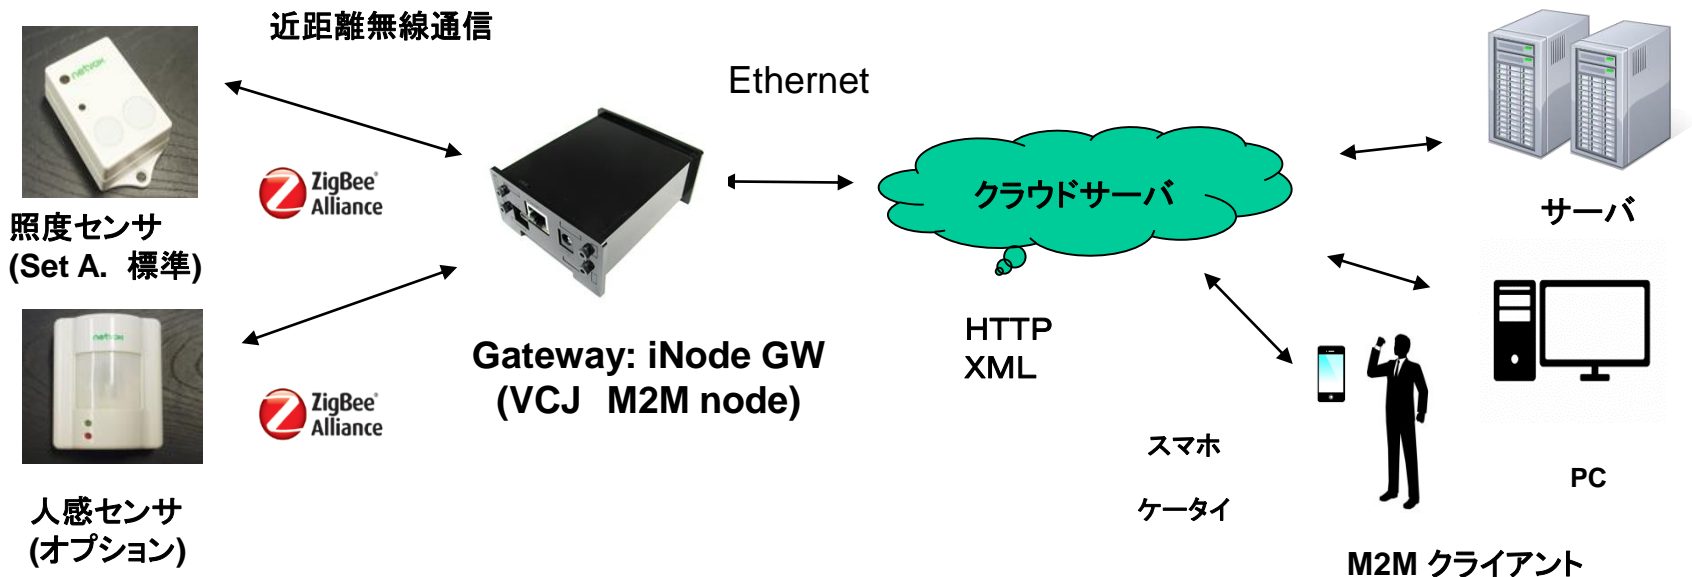 近距離無線通信
Ethernet
netvox
ZigBee®
Alliance
照度センサ
(Set A. 標準)
クラウドサーバ
サーバ
netvox
ZigBee®
Alliance
Gateway: iNode GW
(VCJ M2M node)
HTTP
XML
人感センサ
(オプション)
スマホ
ケータイ
PC
M2M クライアント